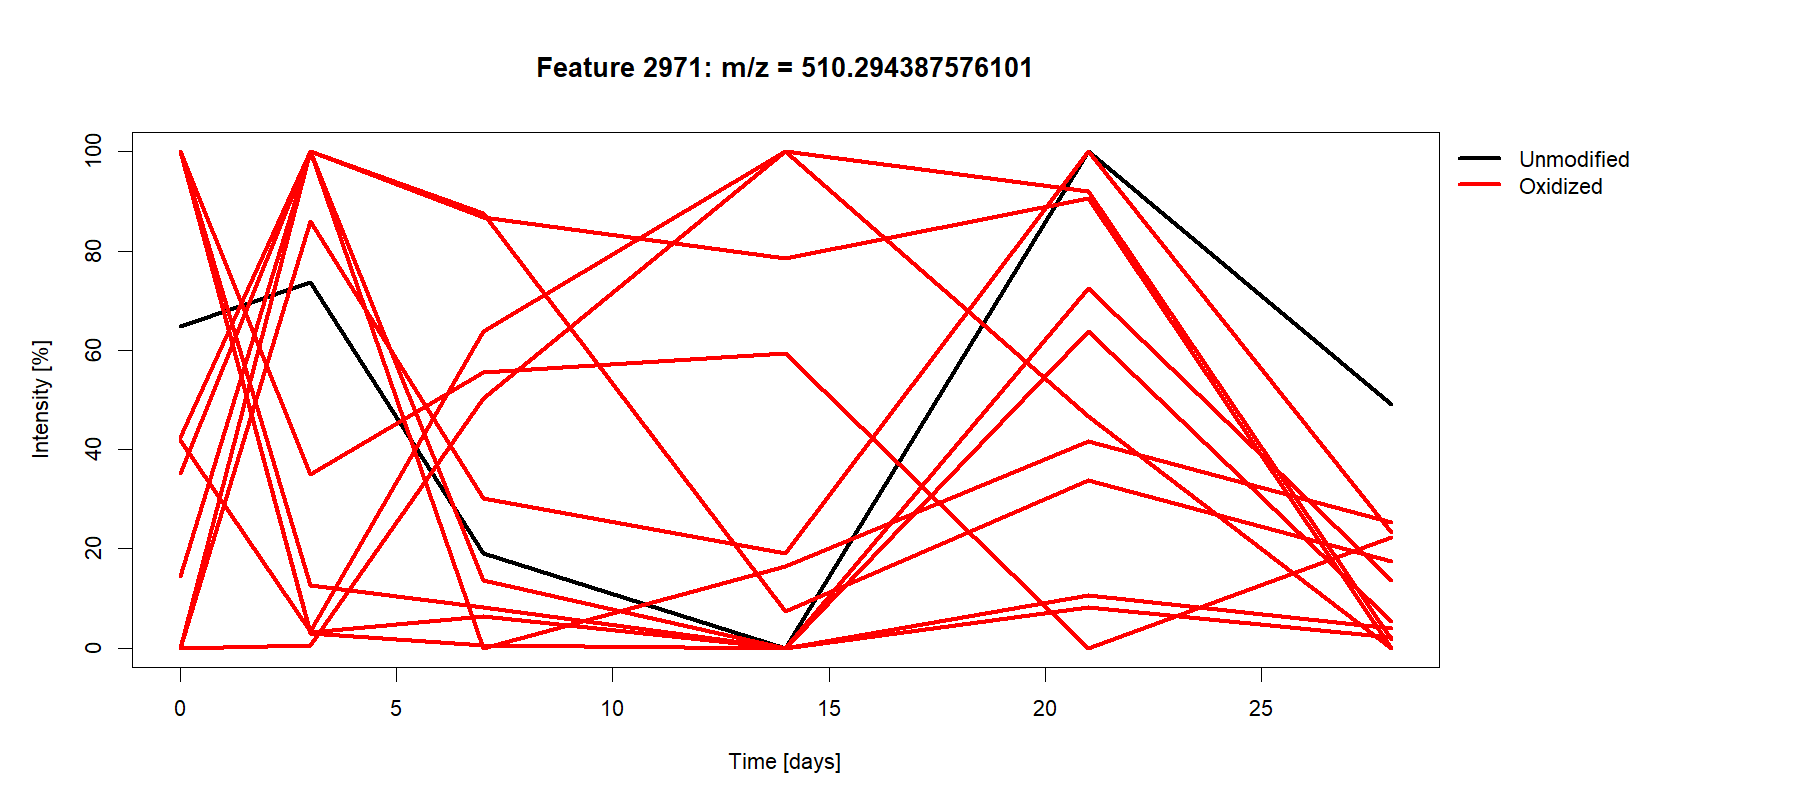 Feature 2971: m/z = 510.294387576101
Unmodified
Oxidized
Intensity [%]
100
80
60
40
20
0
0 5 10 15 20 25
Time [days]